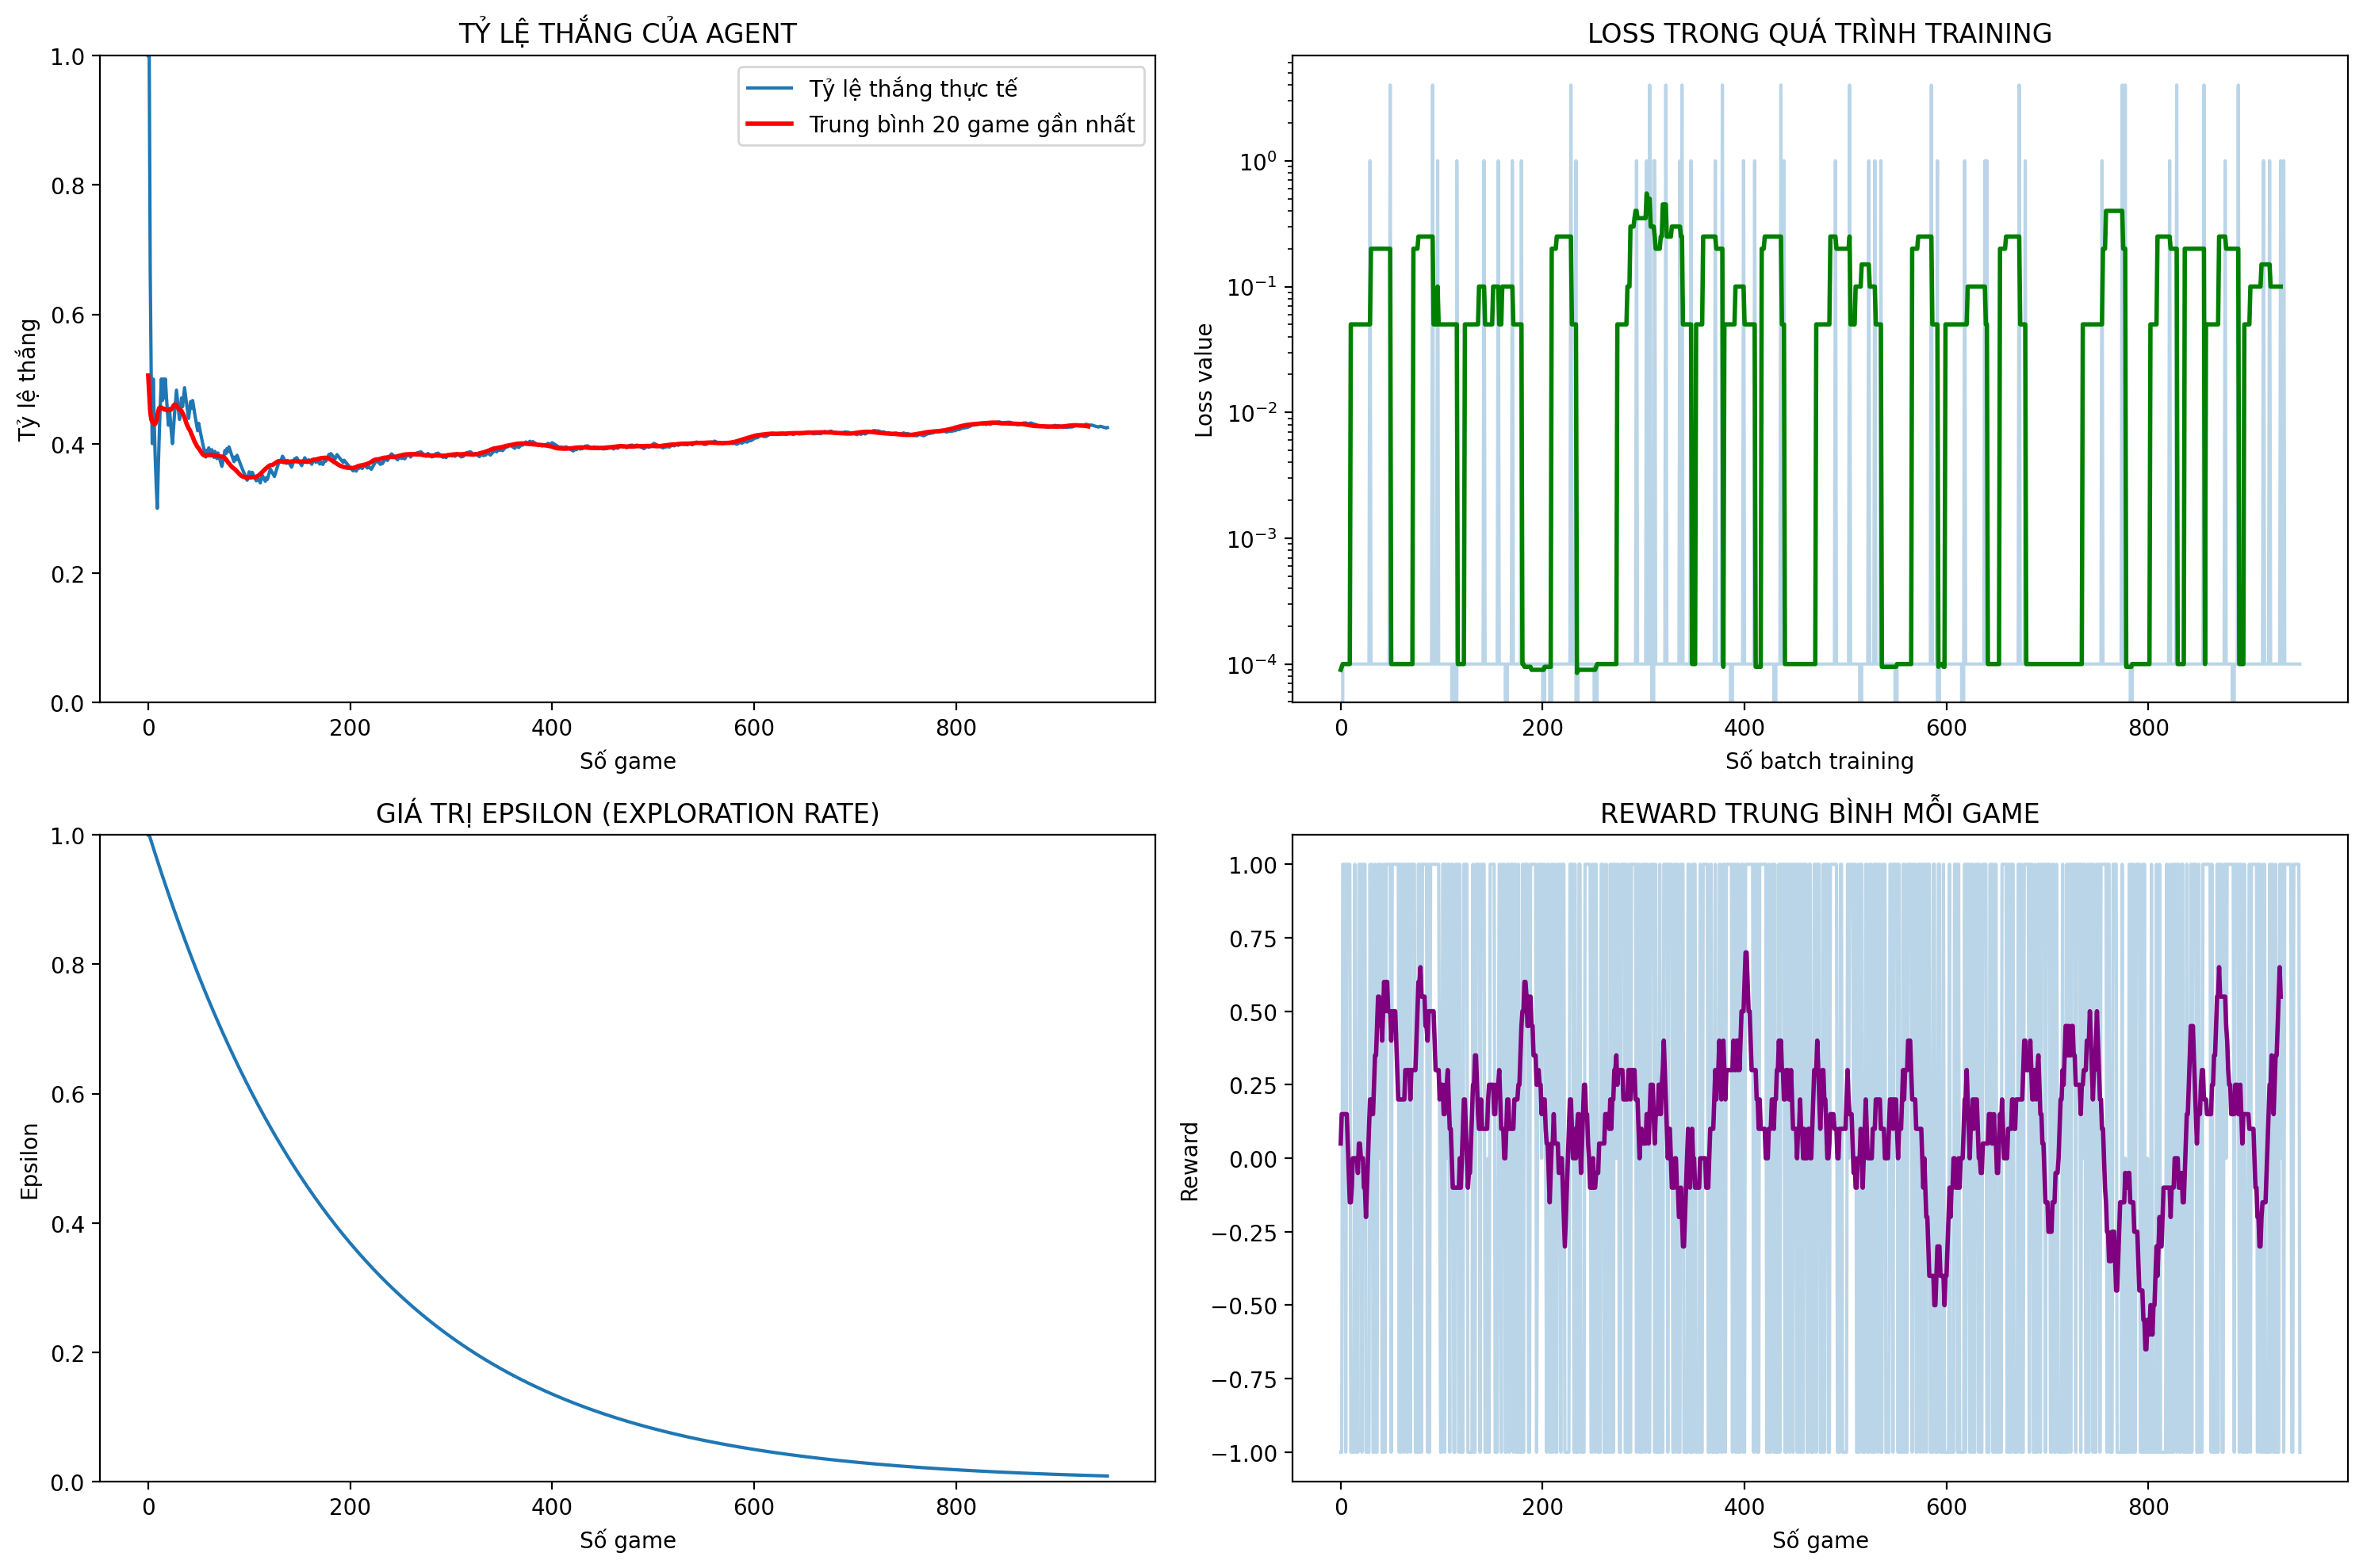 TỶ LỆ THẮNG CỦA AGENT
1.0
0.8
0.6
0.4
0.2
0.0
Tỷ lệ thắng
Tỷ lệ thắng thực tế
Trung bình 20 game gần nhất
0 200 400 600 800
Số game
LOSS TRONG QUÁ TRÌNH TRAINING
10⁰
10⁻¹
10⁻²
10⁻³
10⁻⁴
Loss value
0 200 400 600 800
Số batch training
GIÁ TRỊ EPSILON (EXPLORATION RATE)
1.0
0.8
0.6
0.4
0.2
0.0
Epsilon
0 200 400 600 800
Số game
REWARD TRUNG BÌNH MỖI GAME
1.00
0.75
0.50
0.25
0.00
−0.25
−0.50
−0.75
−1.00
Reward
0 200 400 600 800
Số game